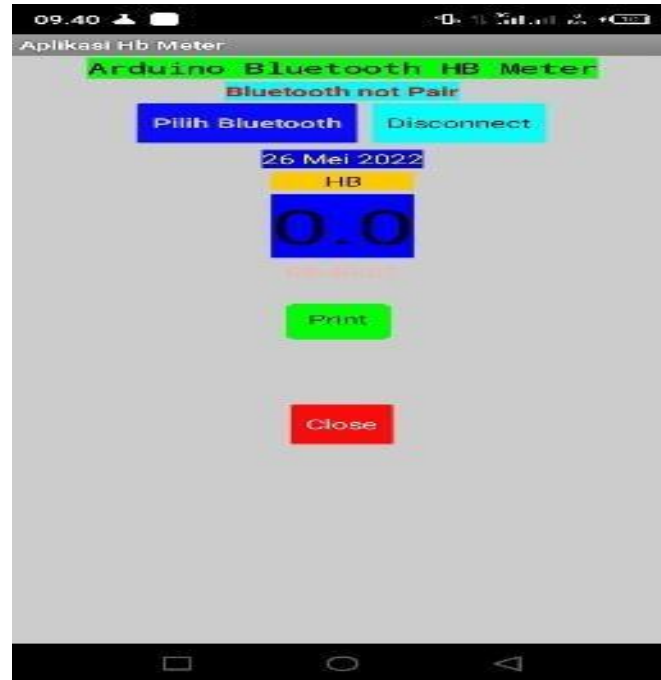 09.40
Aplikasi Hb Meter
Arduino Bluetooth HB Meter
Bluetooth not Pair
Pilih Bluetooth Disconnect
26 Mei 2022
HB
0.0
Print
Close